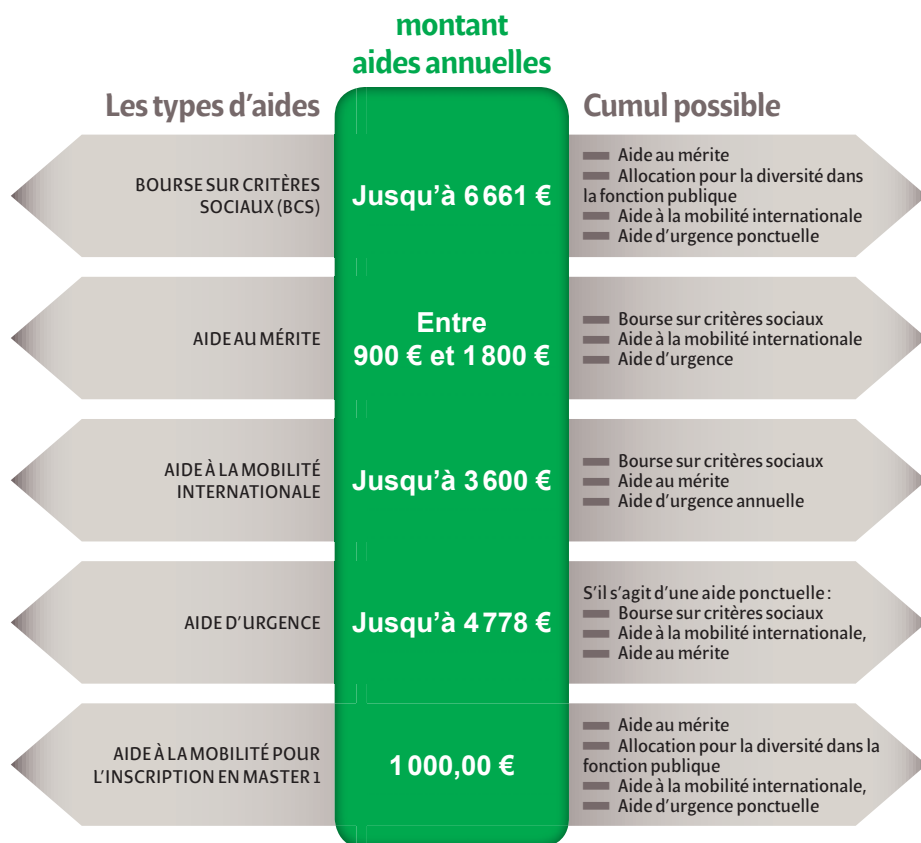 montant
aides annuelles
Les types d'aides
Cumul possible
BOURSE SUR CRITÈRES
SOCIAUX (BCS)
Jusqu'à 6 661 €
Aide au mérite
Allocation pour la diversité dans
la fonction publique
Aide à la mobilité internationale
Aide d'urgence ponctuelle
AIDE AU MÉRITE
Entre
900 € et 1 800 €
Bourse sur critères sociaux
Aide à la mobilité internationale
Aide d'urgence
AIDE À LA MOBILITÉ
INTERNATIONALE
Jusqu'à 3 600 €
Bourse sur critères sociaux
Aide au mérite
Aide d'urgence annuelle
AIDE D'URGENCE
Jusqu'à 4 778 €
S'il s'agit d'une aide ponctuelle :
Bourse sur critères sociaux
Aide à la mobilité internationale,
Aide au mérite
AIDE À LA MOBILITÉ POUR
L'INSCRIPTION EN MASTER 1
1 000,00 €
Aide au mérite
Allocation pour la diversité dans la
fonction publique
Aide à la mobilité internationale,
Aide d'urgence ponctuelle